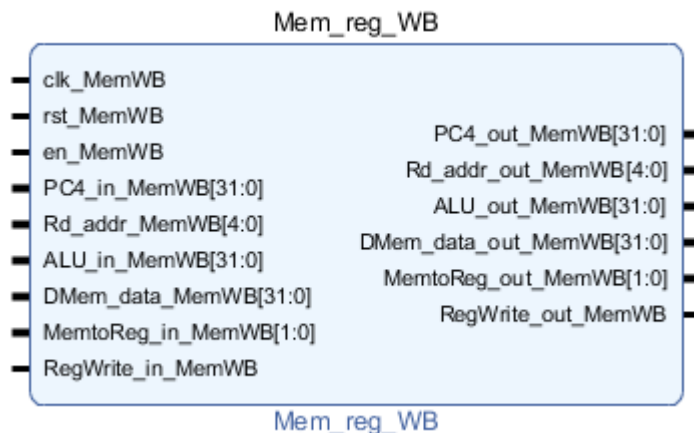 Mem_reg_WB
clk_MemWB
rst_MemWB
en_MemWB
PC4_in_MemWB[31:0]
Rd_addr_MemWB[4:0]
ALU_in_MemWB[31:0]
DMem_data_MemWB[31:0]
MemtoReg_in_MemWB[1:0]
RegWrite_in_MemWB
PC4_out_MemWB[31:0]
Rd_addr_out_MemWB[4:0]
ALU_out_MemWB[31:0]
DMem_data_out_MemWB[31:0]
MemtoReg_out_MemWB[1:0]
RegWrite_out_MemWB
Mem_reg_WB